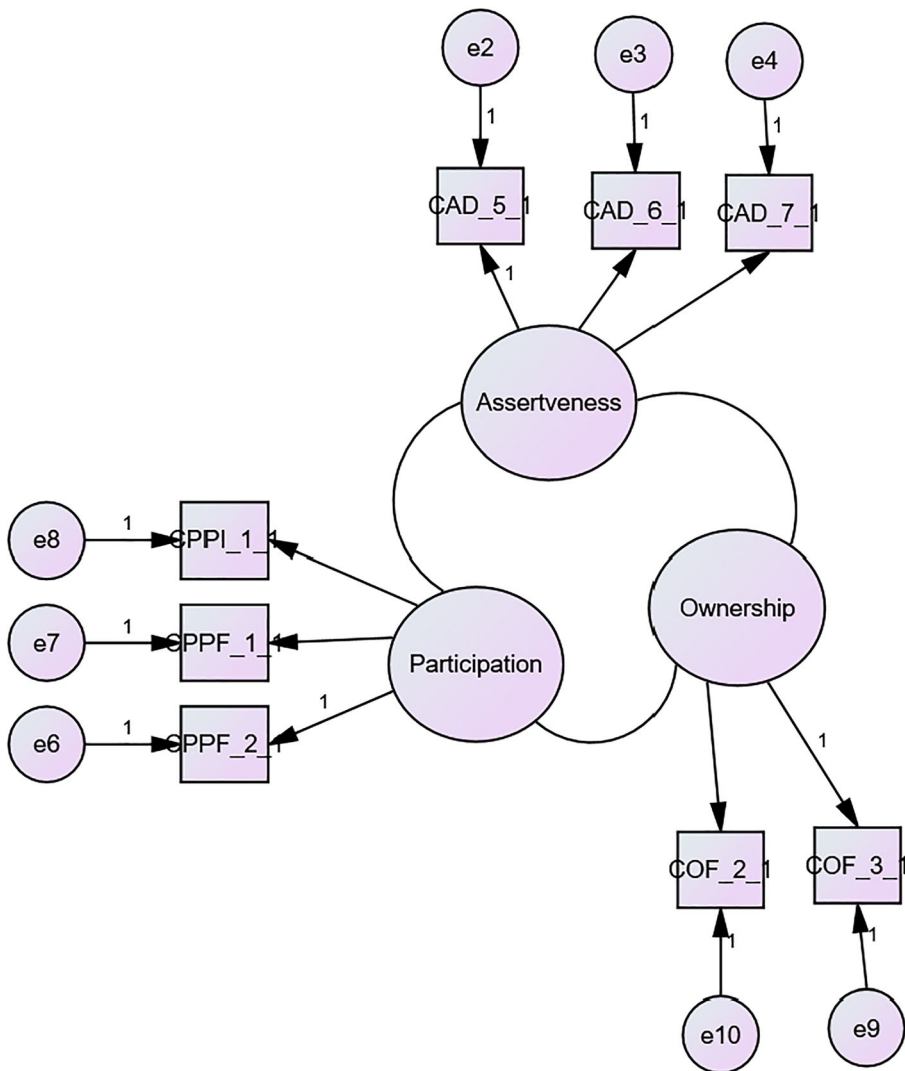 e2
e3
e4
1
1
1
CAD_5_1
CAD_6_1
CAD_7_1
1
Assertveness
e8
1
CPPI_1_1
Ownership
e7
1
CPPF_1_1
Participation
1
e6
1
CPPF_2_1
1
COF_2_1
COF_3_1
1
1
e10
e9